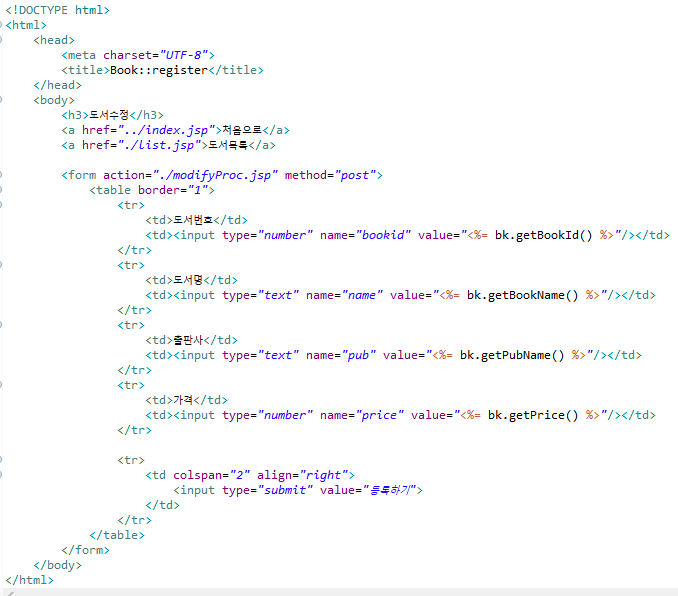 <!DOCTYPE html>
<html>
<head>
<meta charset="UTF-8">
<title>Book::register</title>
</head>
<body>
<h3>도서수정</h3>
<a href="../index.jsp">처음으로</a>
<a href="./list.jsp">도서목록</a>
<form action="./modifyProc.jsp" method="post">
<table border="1">
<tr>
<td>도서번호</td>
<td><input type="number" name="bookid" value="<%= bk.getBookId() %>"/></td>
</tr>
<tr>
<td>도서명</td>
<td><input type="text" name="name" value="<%= bk.getBookName() %>"/></td>
</tr>
<tr>
<td>출판사</td>
<td><input type="text" name="pub" value="<%= bk.getPubName() %>"/></td>
</tr>
<tr>
<td>가격</td>
<td><input type="number" name="price" value="<%= bk.getPrice() %>"/></td>
</tr>
<tr>
<td colspan="2" align="right">
<input type="submit" value="등록하기">
</td>
</tr>
</table>
</form>
</body>
</html>